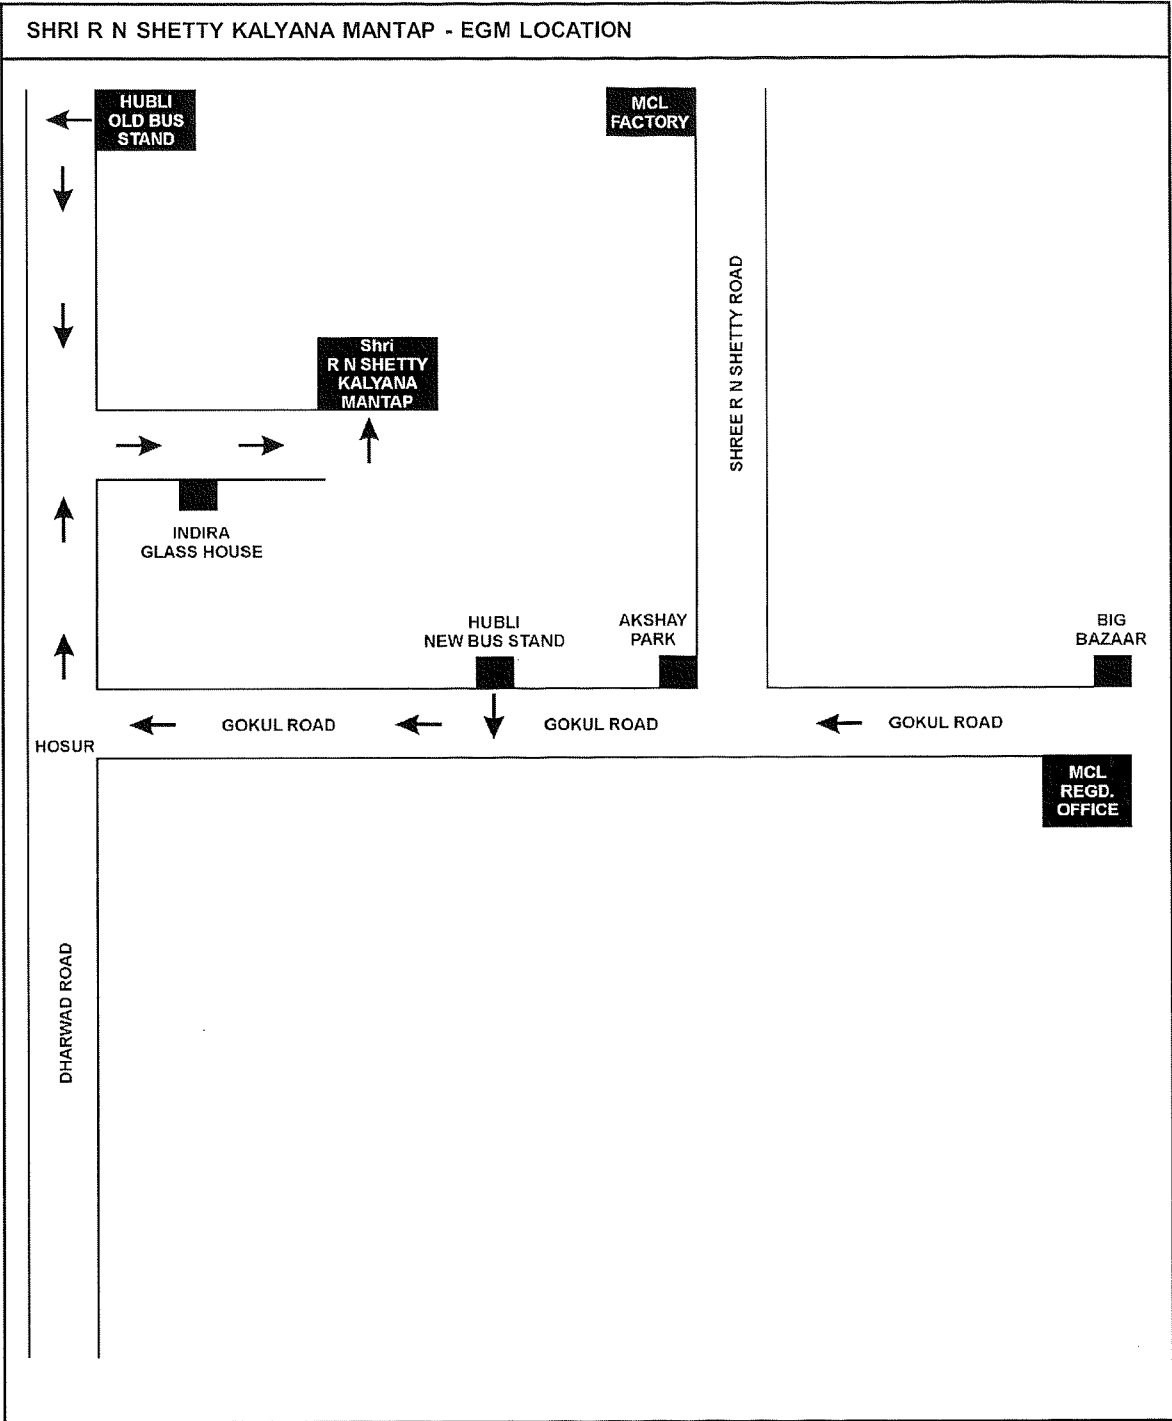 SHRI R N SHETTY KALYANA MANTAP - EGM LOCATION
HUBLI
OLD BUS
STAND
MCL
FACTORY
SHREE R N SHETTY ROAD
Shri
R N SHETTY
KALYANA
MANTAP
INDIRA
GLASS HOUSE
HUBLI
NEW BUS STAND
AKSHAY
PARK
BIG
BAZAAR
GOKUL ROAD
GOKUL ROAD
GOKUL ROAD
HOSUR
MCL
REGD.
OFFICE
DHARWAD ROAD